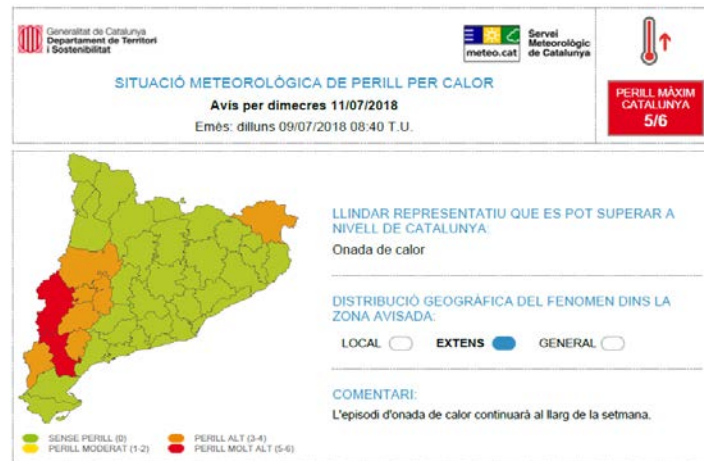 Generalitat de Catalunya
Departament de Territori
i Sostenibilitat
meteo.cat
Servei
Meteorològic
de Catalunya
SITUACIÓ METEOROLÒGICA DE PERILL PER CALOR
Avís per dimecres 11/07/2018
Emès: dilluns 09/07/2018 08:40 T.U.
PERILL MÀXIM
CATALUNYA
5/6
LLINDAR REPRESENTATIU QUE ES POT SUPERAR A
NIVELL DE CATALUNYA:
Onada de calor
DISTRIBUCIÓ GEOGRÀFICA DEL FENOMEN DINS LA
ZONA AVISADA:
LOCAL EXTENS GENERAL
COMENTARI:
L'episodi d'onada de calor continuarà al llarg de la setmana.
SENSE PERILL (0) PERILL ALT (3-4)
PERILL MODERAT (1-2) PERILL MOLT ALT (5-6)